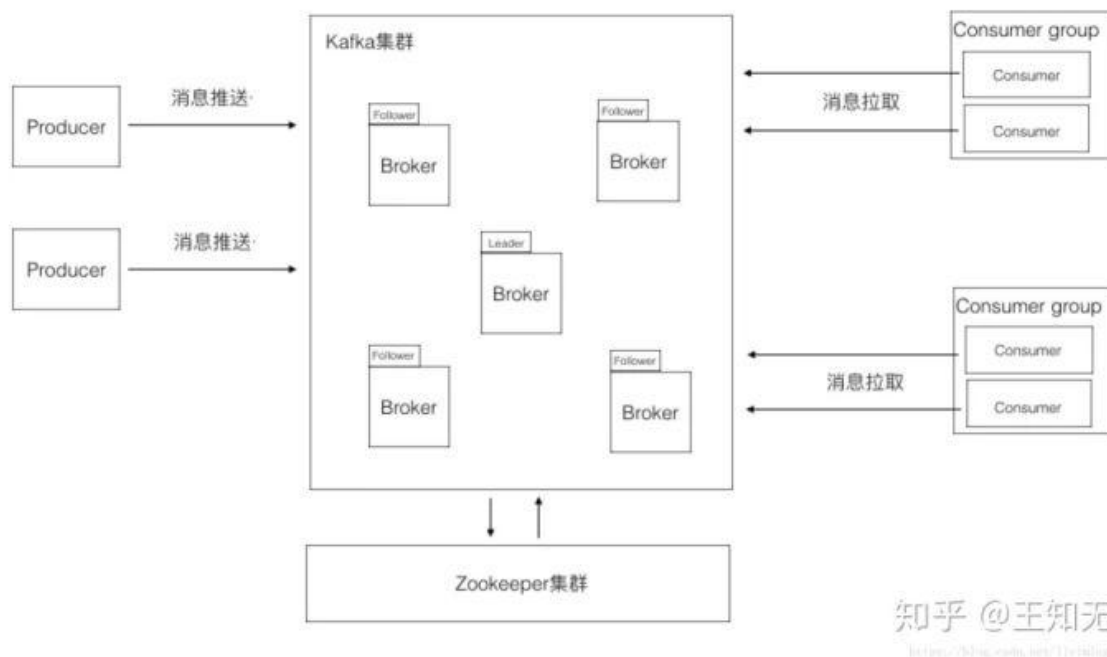 Kafka集群
Consumer group
Consumer
消息拉取
Consumer
消息推送·
Producer
Follower
Broker
Follower
Broker
消息推送·
Producer
Leader
Broker
Consumer group
Consumer
消息拉取
Consumer
Follower
Broker
Follower
Broker
Zookeeper集群
知乎 @王知无